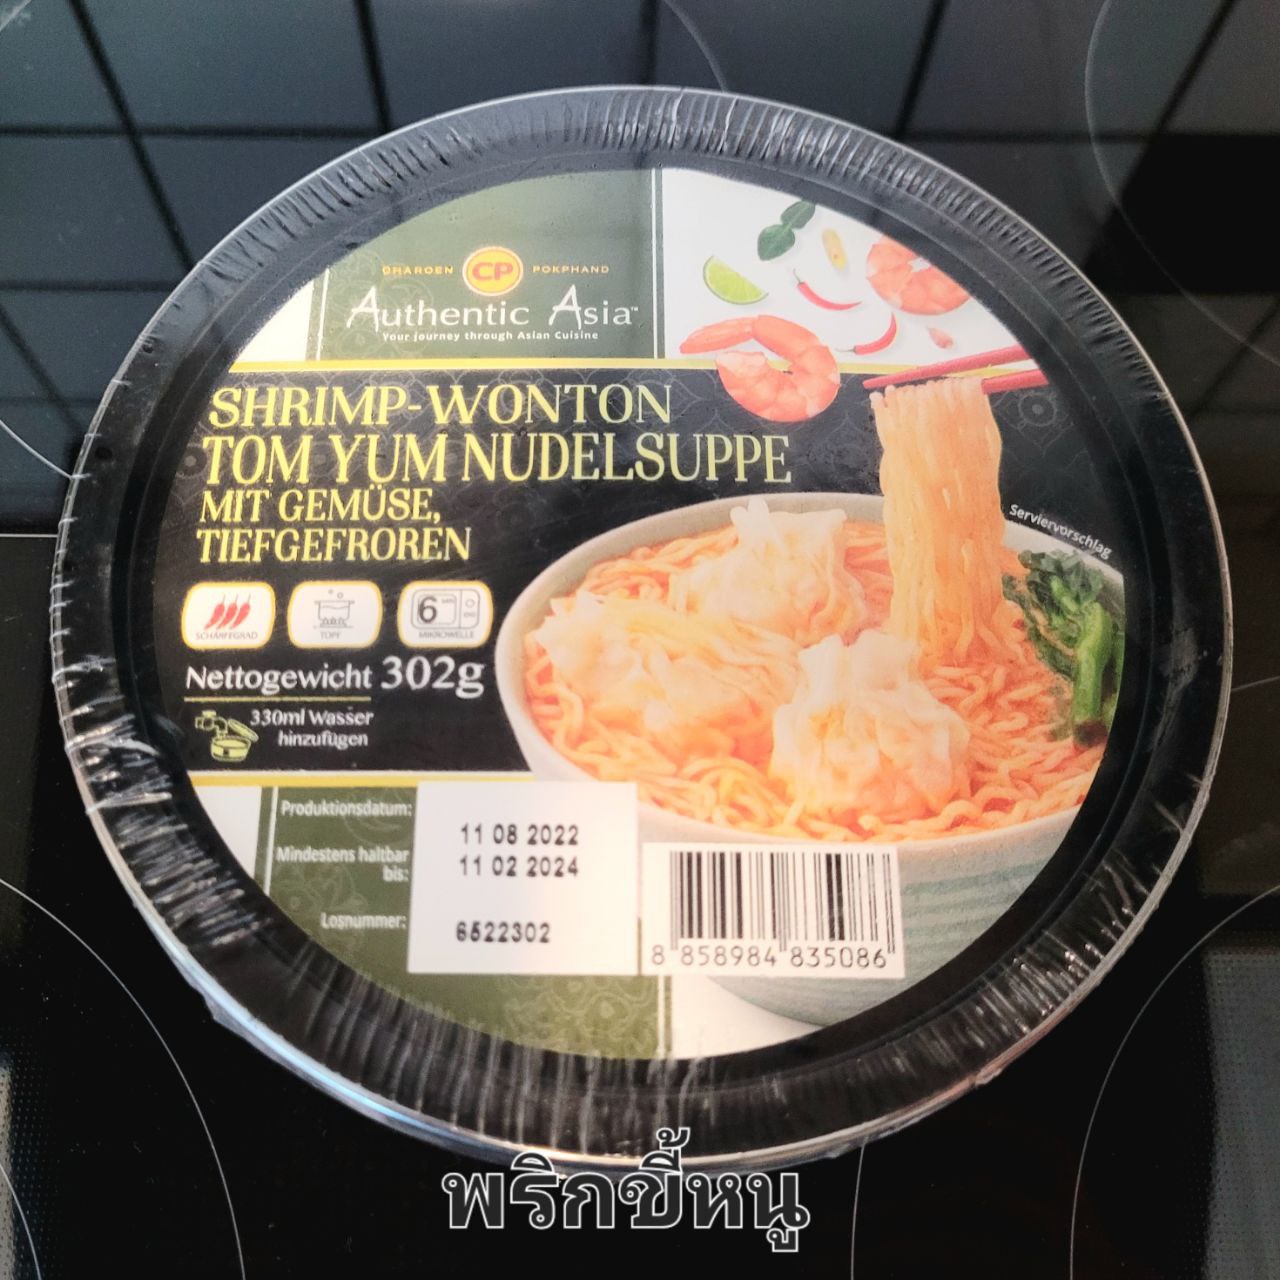 CHAROEN CP POKPHAND
Authentic Asia™
Your journey through Asian Cuisine
SHRIMP-WONTON
TOM YUM NUDELSUPPE
MIT GEMÜSE,
TIEFGEFROREN
Serviervorschlag
SCHÄRFEGRAD
TOPF
6 MIN
MIKROWELLE
Nettogewicht 302g
330ml Wasser
hinzufügen
Produktionsdatum: 11 08 2022
Mindestens haltbar
bis: 11 02 2024
Losnummer: 6522302
8 858984 835086
พริกขี้หนู